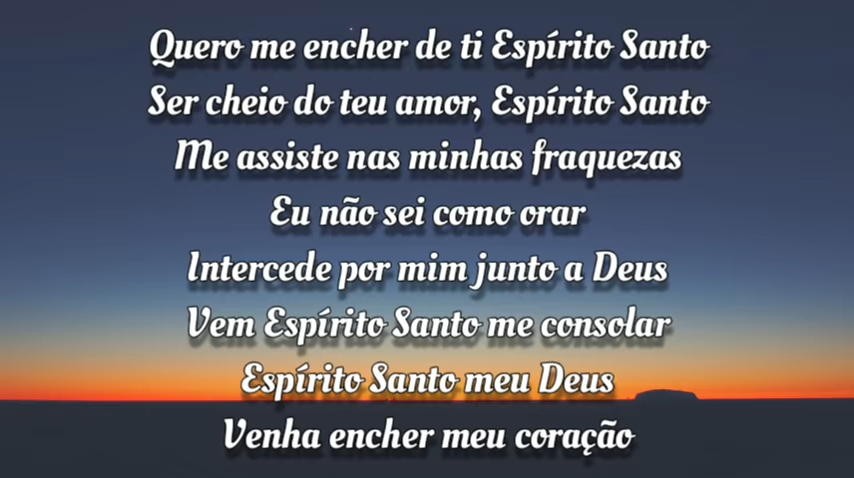 Quero me encher de ti Espírito Santo
Ser cheio do teu amor, Espírito Santo
Me assiste nas minhas fraquezas
Eu não sei como orar
Intercede por mim junto a Deus
Vem Espírito Santo me consolar
Espírito Santo meu Deus
Venha encher meu coração